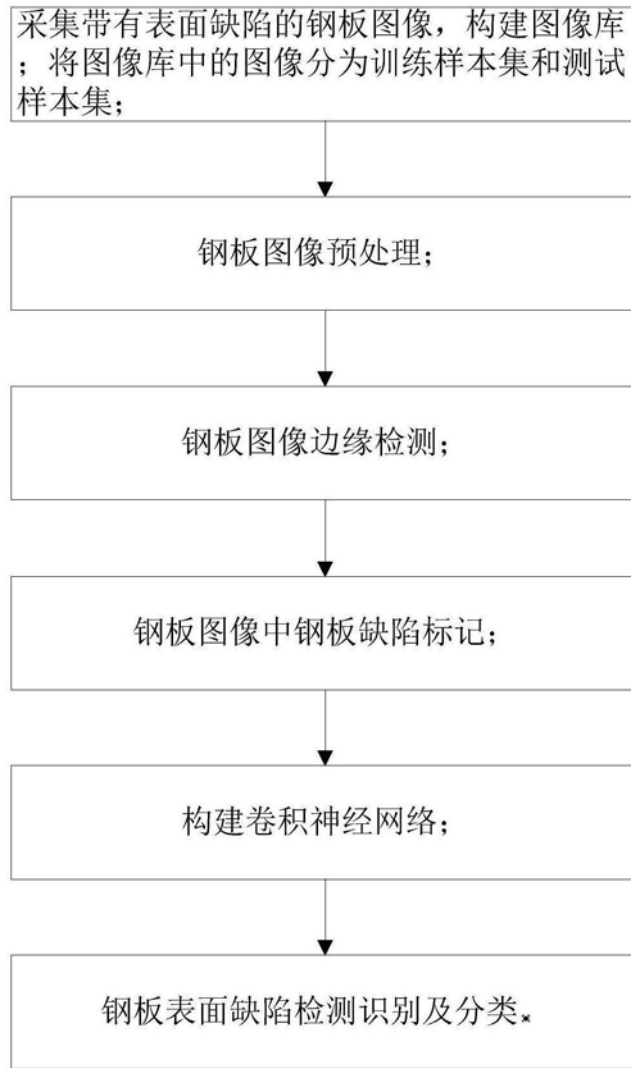 采集带有表面缺陷的钢板图像，构建图像库
；将图像库中的图像分为训练样本集和测试
样本集；
钢板图像预处理；
钢板图像边缘检测；
钢板图像中钢板缺陷标记；
构建卷积神经网络；
钢板表面缺陷检测识别及分类。